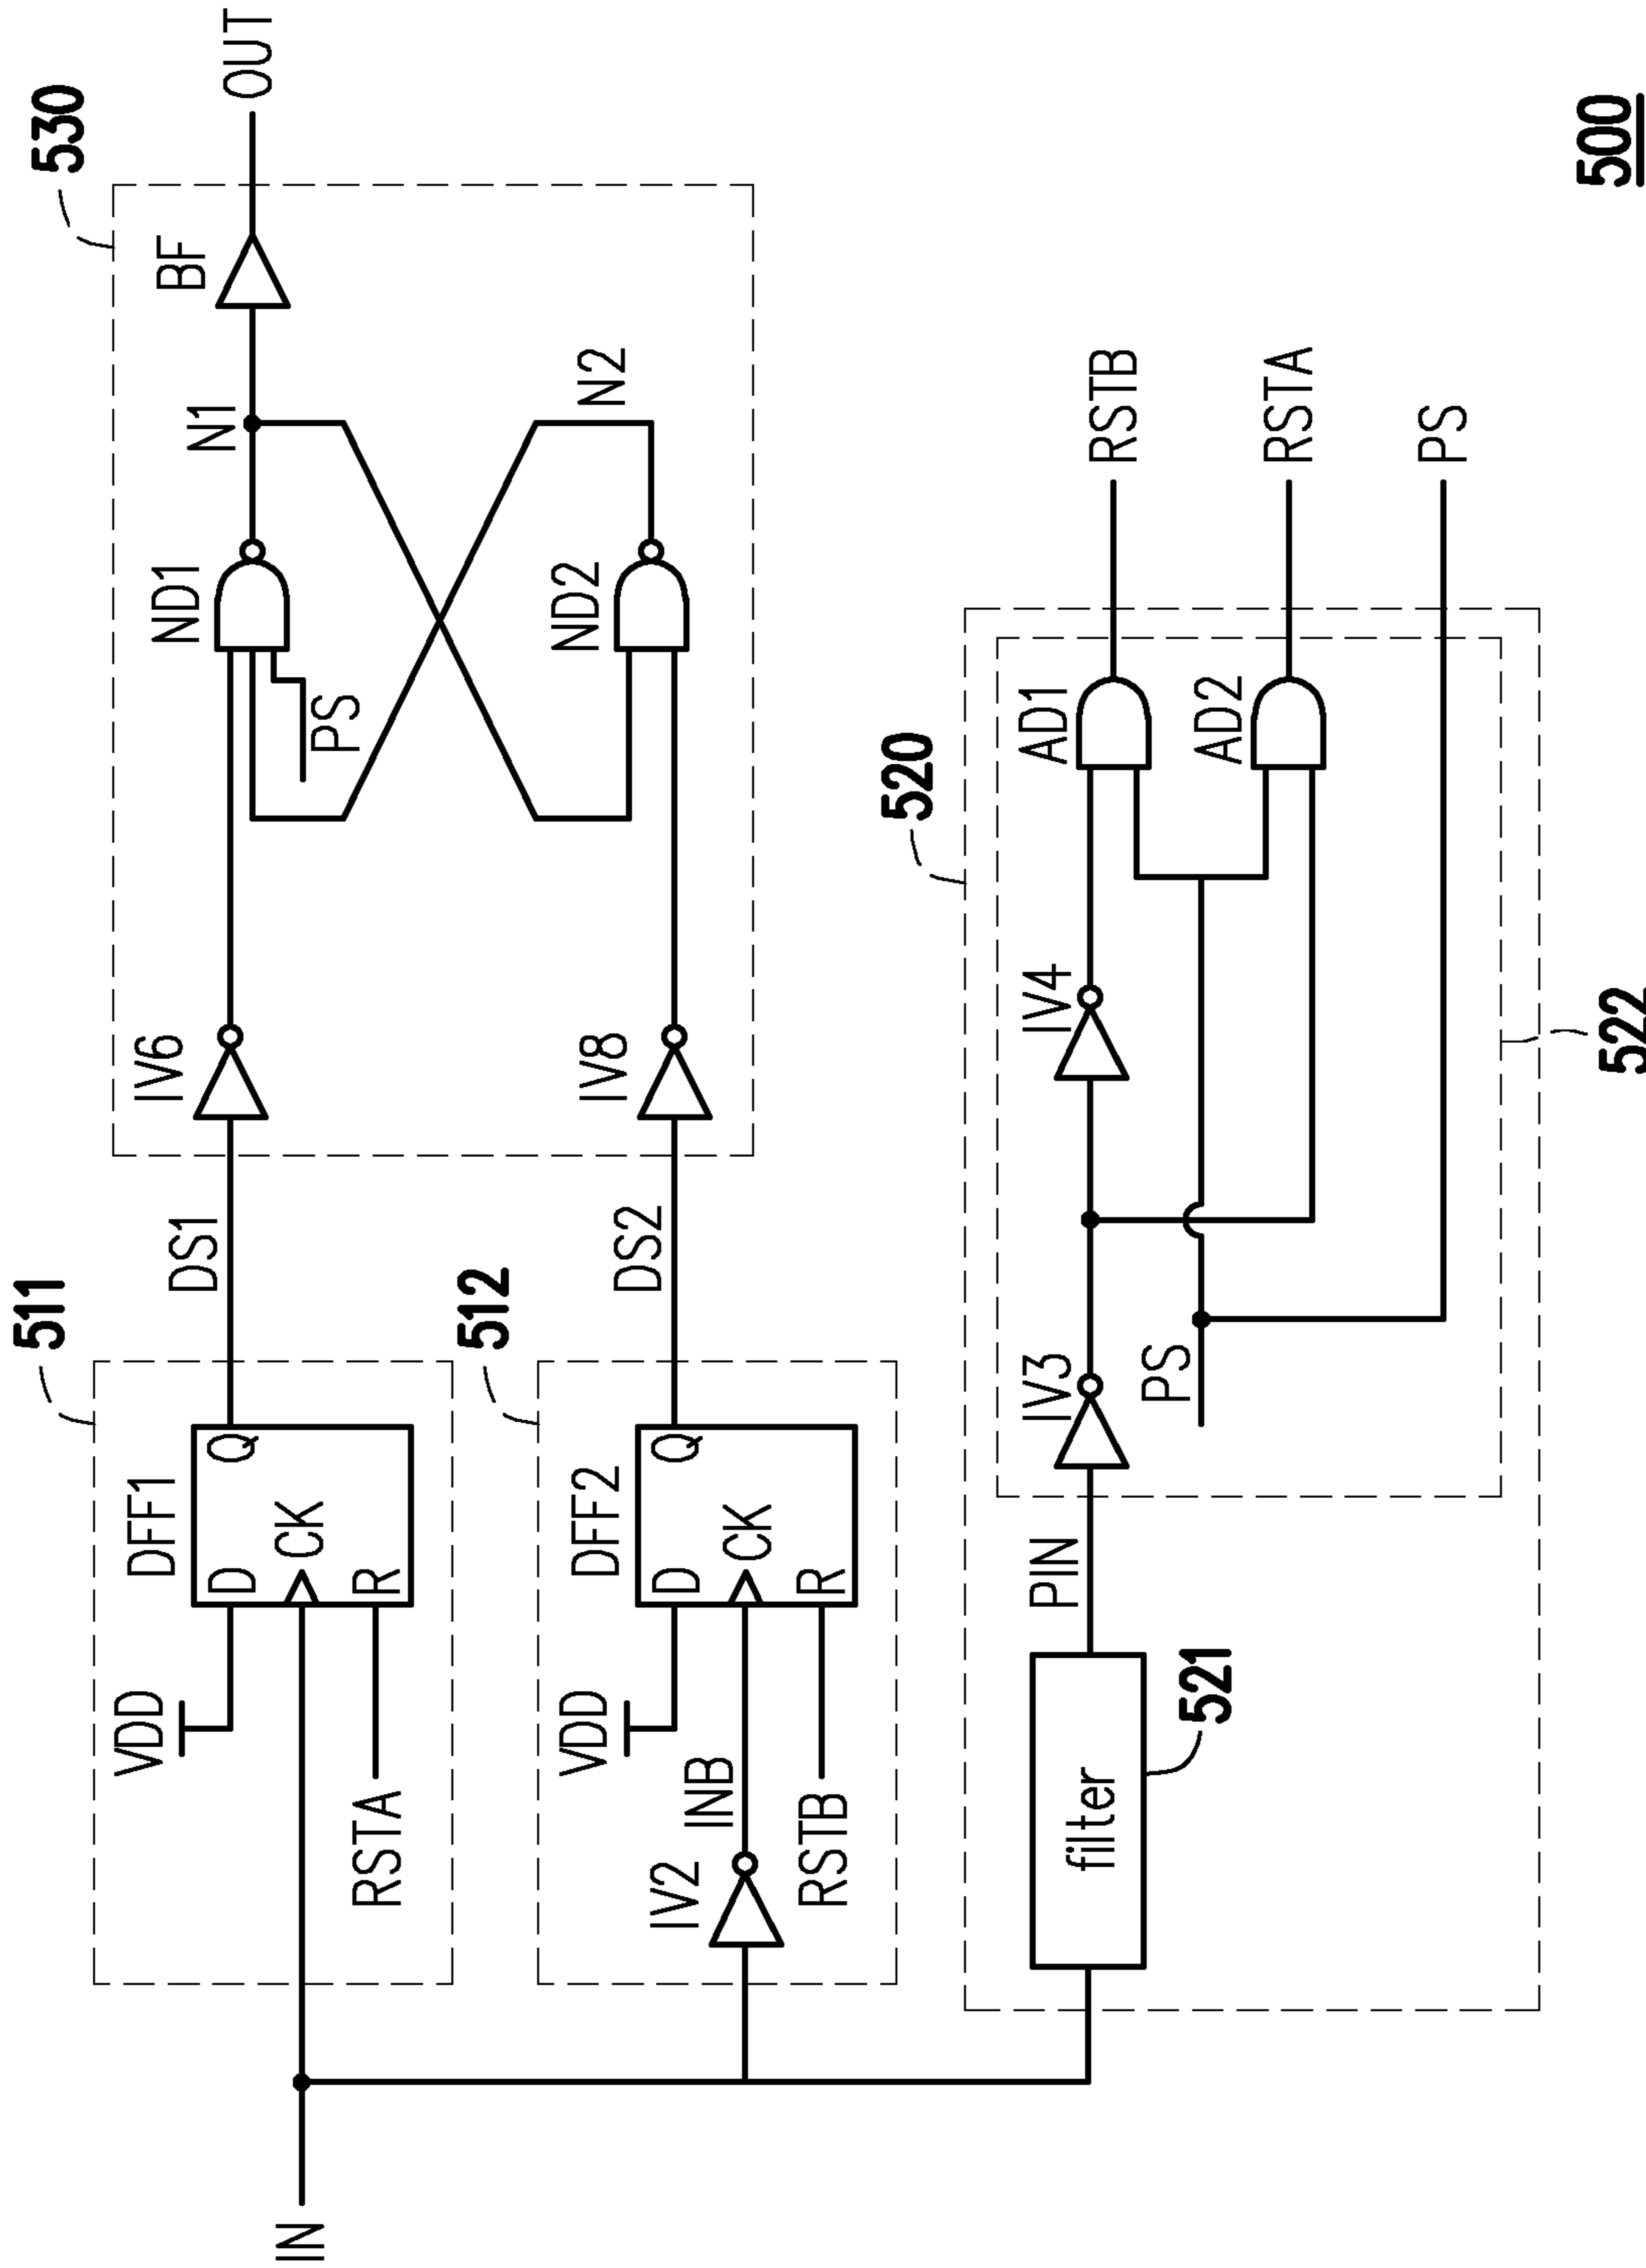 511
DFF1
VDD
D
Q
CK
R
RSTA
DS1
IN
512
DFF2
VDD
D
Q
IV2
INB
CK
R
RSTB
DS2
530
IV6
ND1
N1
BF
OUT
PS
IV8
ND2
N2
520
filter
521
PIN
IV3
IV4
AD1
RSTB
PS
AD2
RSTA
PS
522
500